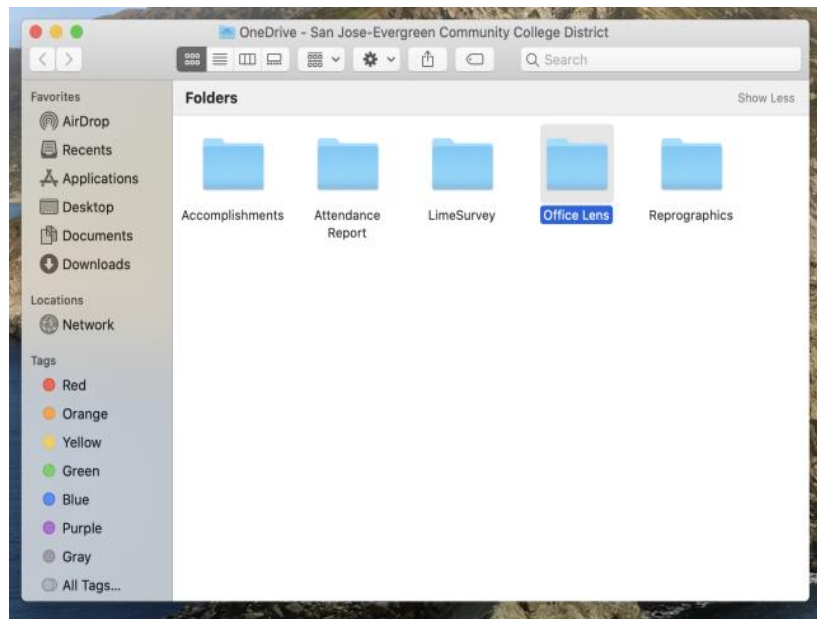 OneDrive - San Jose-Evergreen Community College District
Search
Favorites
AirDrop
Recents
Applications
Desktop
Documents
Downloads
Locations
Network
Tags
Red
Orange
Yellow
Green
Blue
Purple
Gray
All Tags...
Folders
Show Less
Accomplishments
Attendance
Report
LimeSurvey
Office Lens
Reprographics